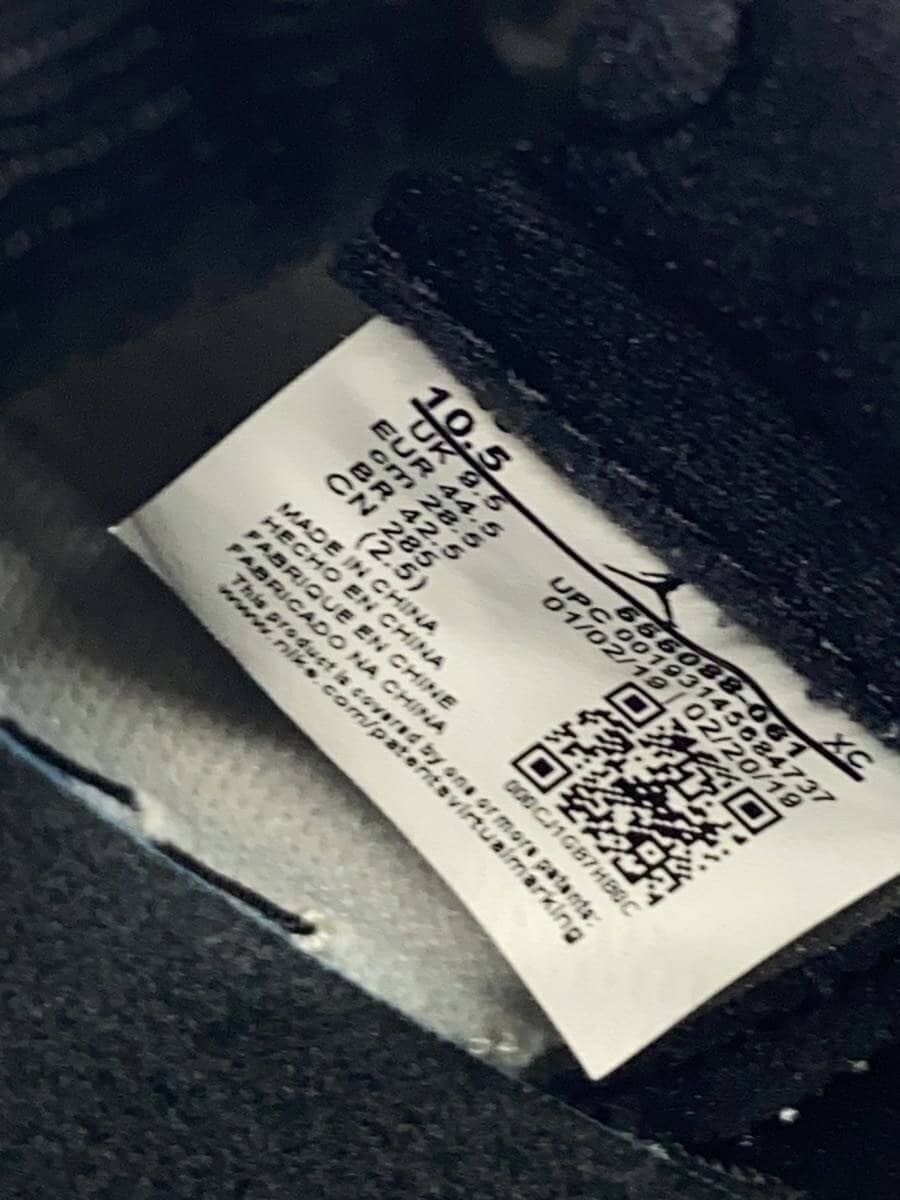 10.5
UK 9.5
EUR 44.5
cm 28.5
BR 42.5
CN 285
(2.5)
MADE IN CHINA
HECHO EN CHINA
FABRIQUE EN CHINE
FABRICADO NA CHINA
This product is covered by one or more patents:
www.nike.com/patentsvirtualmarking
XC
555088-061
UPC 00193145684737
01/02/19 / 02/20/19